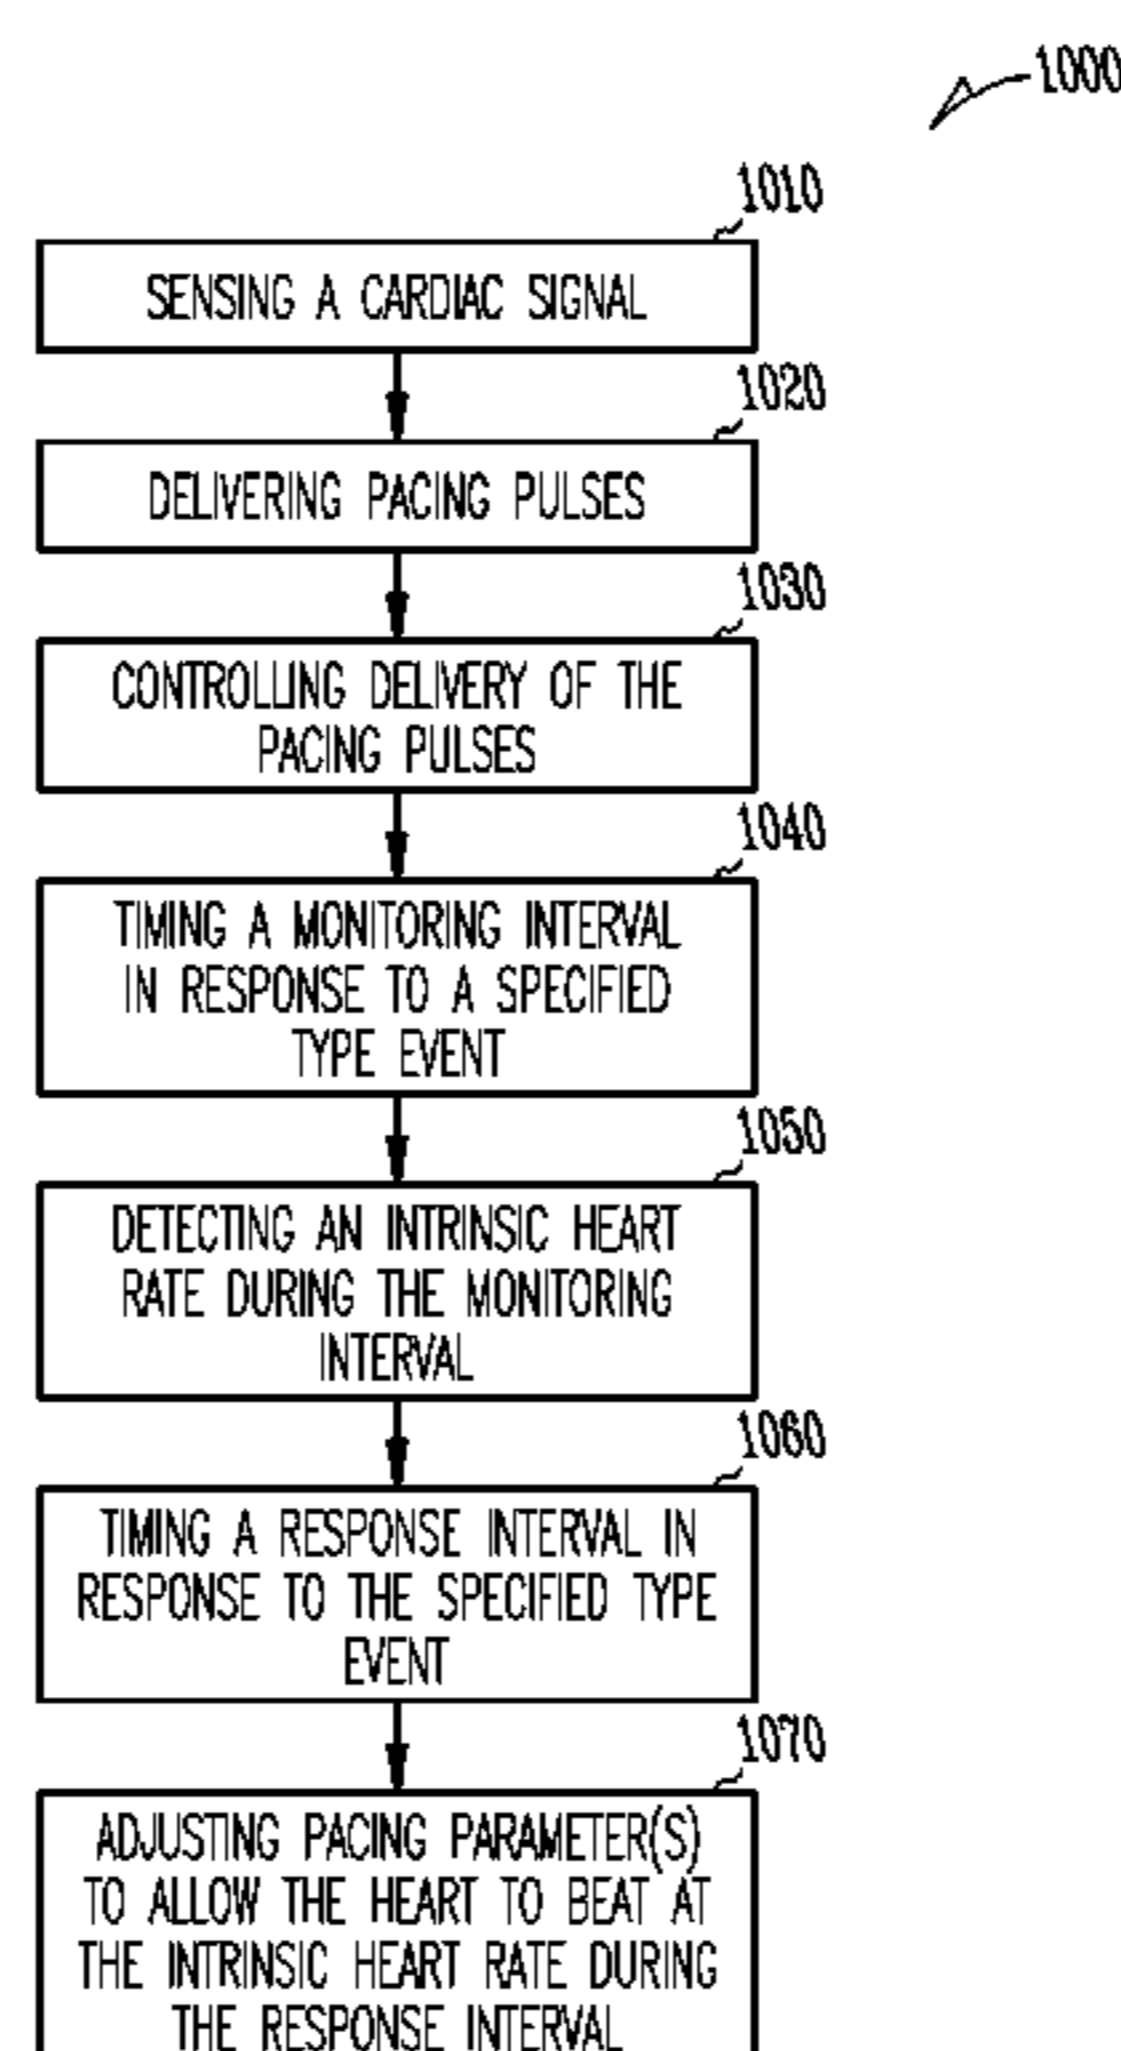 1000
1010
SENSING A CARDIAC SIGNAL
1020
DELIVERING PACING PULSES
1030
CONTROLLING DELIVERY OF THE
PACING PULSES
1040
TIMING A MONITORING INTERVAL
IN RESPONSE TO A SPECIFIED
TYPE EVENT
1050
DETECTING AN INTRINSIC HEART
RATE DURING THE MONITORING
INTERVAL
1060
TIMING A RESPONSE INTERVAL IN
RESPONSE TO THE SPECIFIED TYPE
EVENT
1070
ADJUSTING PACING PARAMETER(S)
TO ALLOW THE HEART TO BEAT AT
THE INTRINSIC HEART RATE DURING
THE RESPONSE INTERVAL